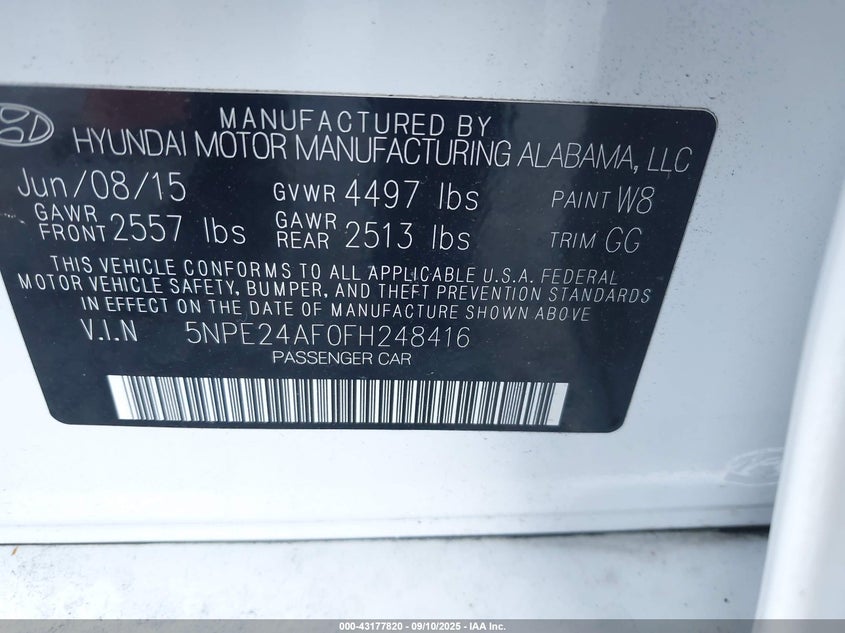 MANUFACTURED BY
HYUNDAI MOTOR MANUFACTURING ALABAMA, LLC
Jun/08/15 GVWR 4497 lbs PAINT W8
GAWR FRONT 2557 lbs GAWR REAR 2513 lbs TRIM GG
THIS VEHICLE CONFORMS TO ALL APPLICABLE U.S.A. FEDERAL
MOTOR VEHICLE SAFETY, BUMPER, AND THEFT PREVENTION STANDARDS
IN EFFECT ON THE DATE OF MANUFACTURE SHOWN ABOVE
V.I.N 5NPE24AF0FH248416
PASSENGER CAR
000-43177820 - 09/10/2025 - IAA Inc.